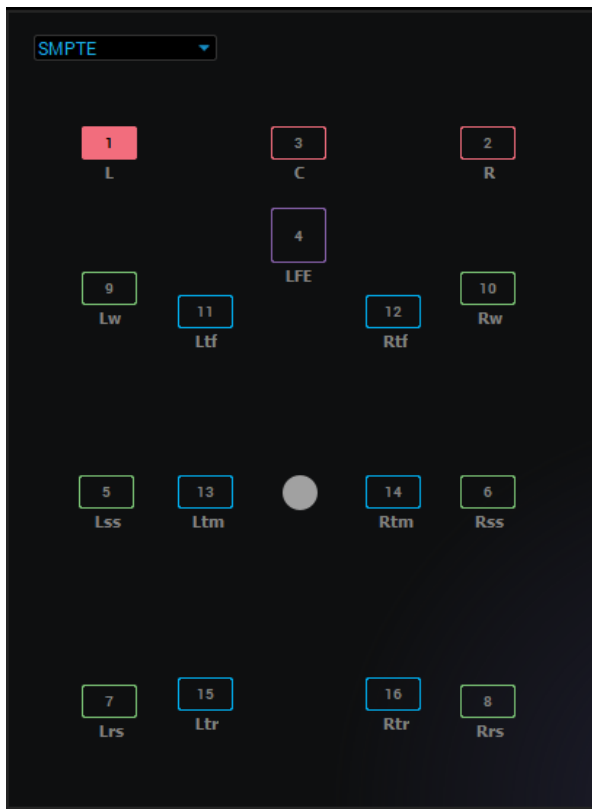 SMPTE
1 3 2
L C R
4
LFE
9 10
Lw Rw
11 12
Ltf Rtf
5 13 14 6
Lss Ltm Rtm Rss
15 16
Ltr Rtr
7 8
Lrs Rrs